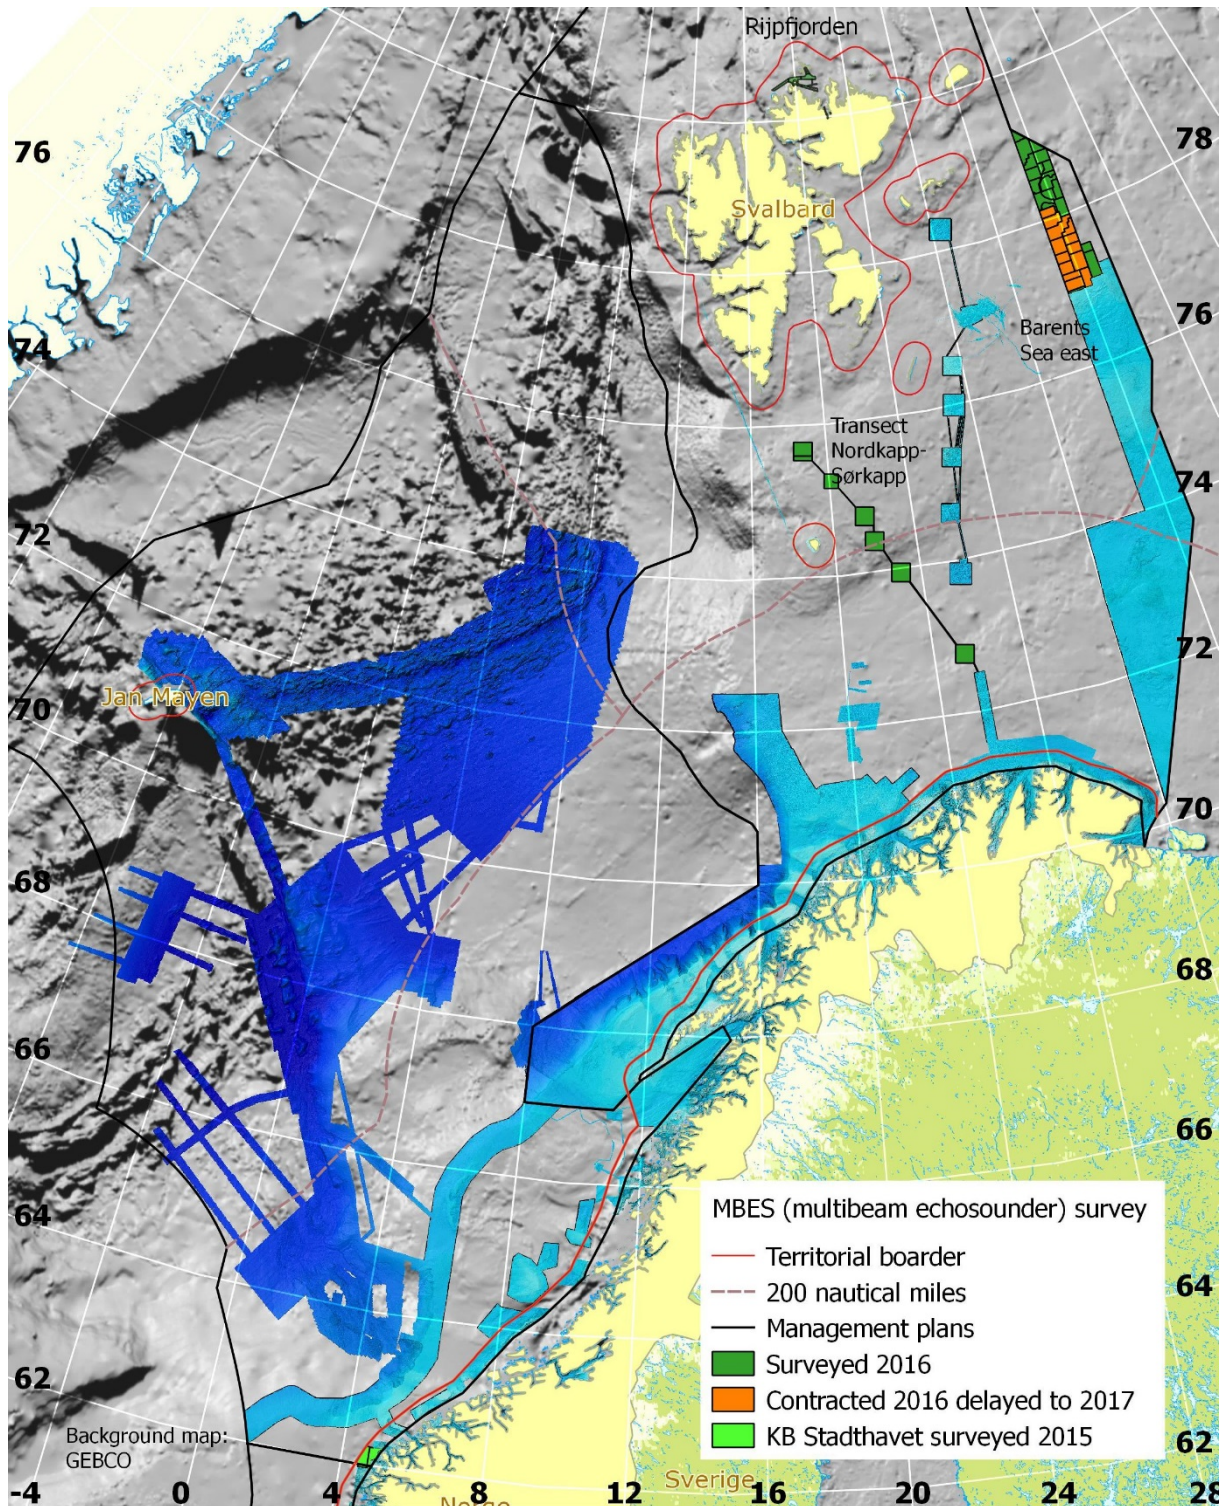 Rijpfjorden
76
78
Svalbard
76
Barents
Sea east
74
Transect
Nordkapp-
Sørkapp
74
72
72
Jan Mayen
70
70
68
68
66
66
64
MBES (multibeam echosounder) survey
Territorial boarder
200 nautical miles
Management plans
Surveyed 2016
Contracted 2016 delayed to 2017
KB Stadthavet surveyed 2015
64
62
62
Background map:
GEBCO
Sverige
Norge
-4
0
4
8
12
16
20
24
28